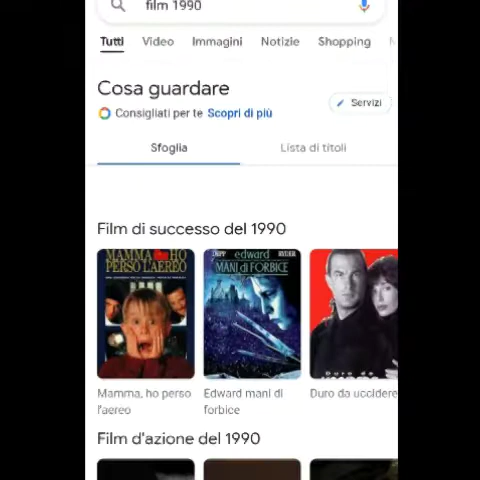 film 1990
Tutti Video Immagini Notizie Shopping
Cosa guardare
Consigliati per te Scopri di più
Servizi
Sfoglia Lista di titoli
Film di successo del 1990
MAMMA HO
PERSO L'AEREO
DEPP edward RYDER
MANI di FORBICE
Mamma, ho perso
l'aereo
Edward mani di
forbice
Duro da uccidere
Film d'azione del 1990